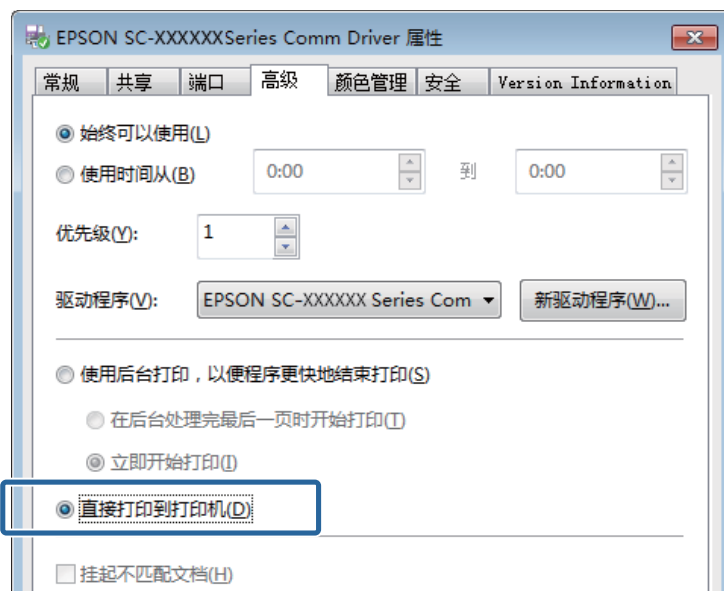 EPSON SC-XXXXXXSeries Comm Driver 属性
常规 共享 端口 高级 颜色管理 安全 Version Information
始终可以使用(L)
使用时间从(B) 0:00 到 0:00
优先级(Y): 1
驱动程序(V): EPSON SC-XXXXXX Series Com 新驱动程序(W)...
使用后台打印，以便程序更快地结束打印(S)
在后台处理完最后一页时开始打印(T)
立即开始打印(I)
直接打印到打印机(D)
挂起不匹配文档(H)